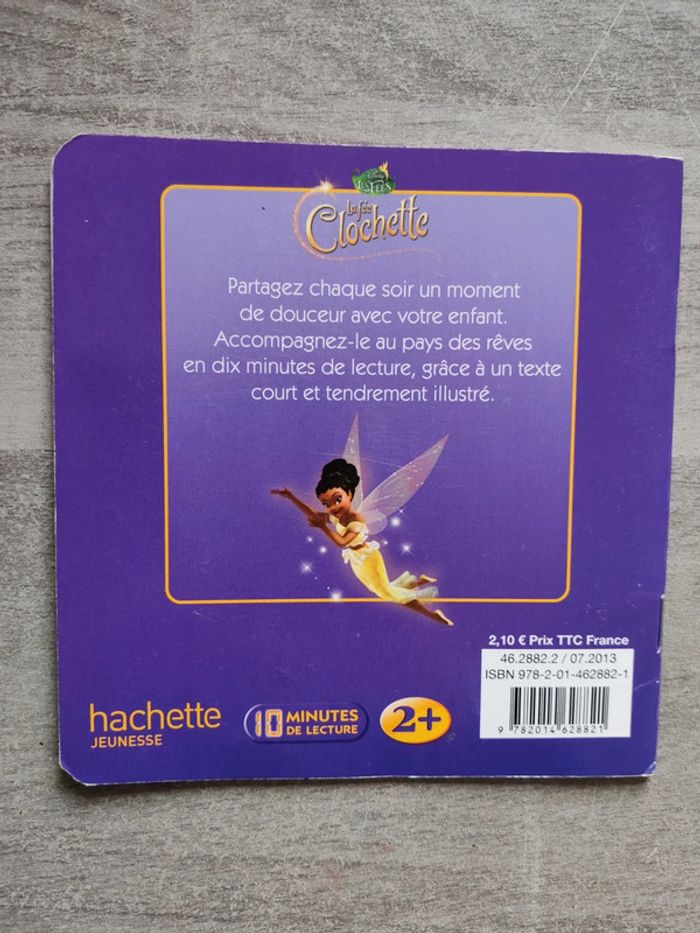 Disney
LES FÉES
La fée
Clochette
Partagez chaque soir un moment
de douceur avec votre enfant.
Accompagnez-le au pays des rêves
en dix minutes de lecture, grâce à un texte
court et tendrement illustré.
2,10 € Prix TTC France
46.2882.2 / 07.2013
ISBN 978-2-01-462882-1
9 782014 628821
hachette
JEUNESSE
10 MINUTES
DE LECTURE
2+